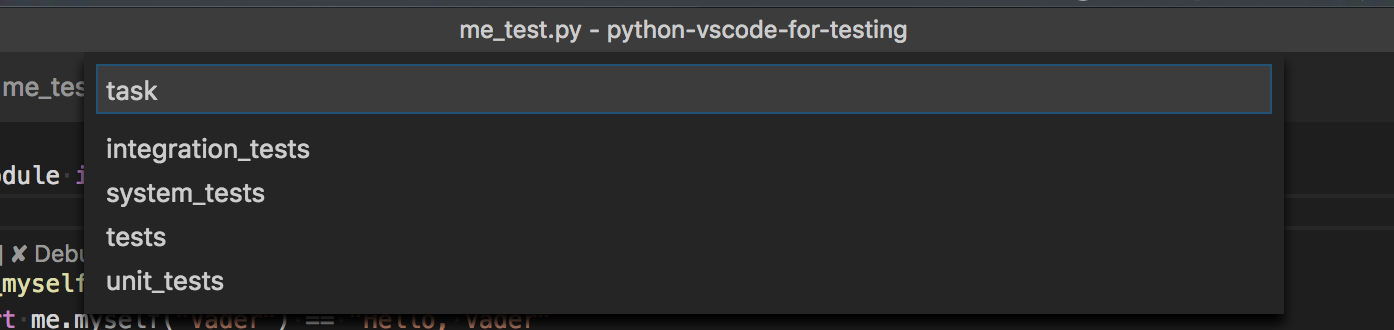 me_test.py - python-vscode-for-testing
me_tes
task
integration_tests
system_tests
tests
unit_tests
odule i
| ✘ Debu
_myself
rt me.myself("Vader") == "Hello, Vader"